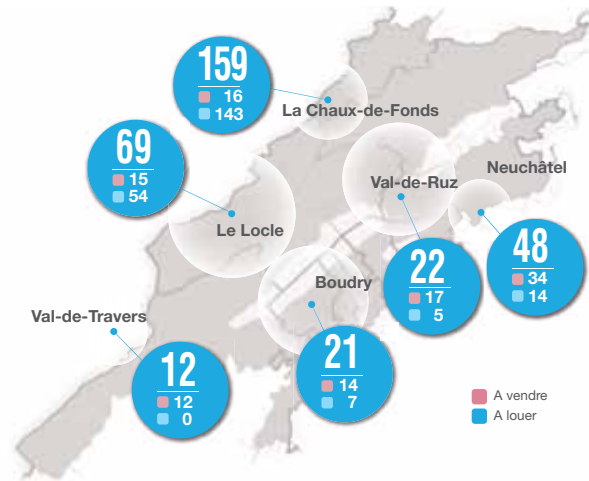 159
16
143
La Chaux-de-Fonds
69
15
54
Le Locle
Neuchâtel
Val-de-Ruz
48
34
14
22
17
5
Boudry
21
14
7
Val-de-Travers
12
12
0
A vendre
A louer